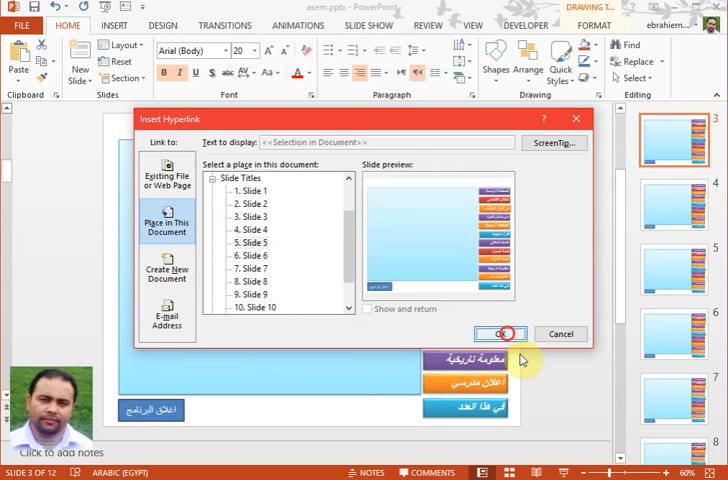 asem.pptx - PowerPoint
DRAWING T...
FILE
HOME
INSERT
DESIGN
TRANSITIONS
ANIMATIONS
SLIDE SHOW
REVIEW
VIEW
DEVELOPER
FORMAT
ebrahiem...
Paste
New
Slide
Layout
Reset
Section
Arial (Body)
20
Shapes
Arrange
Quick
Styles
Find
Replace
Select
Clipboard
Slides
Font
Paragraph
Drawing
Editing
Insert Hyperlink
Link to:
Text to display:
<<Selection in Document>>
ScreenTip...
Existing File
or Web Page
Place in This
Document
Create New
Document
E-mail
Address
Select a place in this document:
Slide Titles
1. Slide 1
2. Slide 2
3. Slide 3
4. Slide 4
5. Slide 5
6. Slide 6
7. Slide 7
8. Slide 8
9. Slide 9
10. Slide 10
Slide preview:
Show and return
OK
Cancel
معلومة تاريخية
اعلان مدرسي
في هذا العدد
اغلاق البرنامج
3
4
5
6
7
8
Click to add notes
SLIDE 3 OF 12
ARABIC (EGYPT)
NOTES
COMMENTS
60%